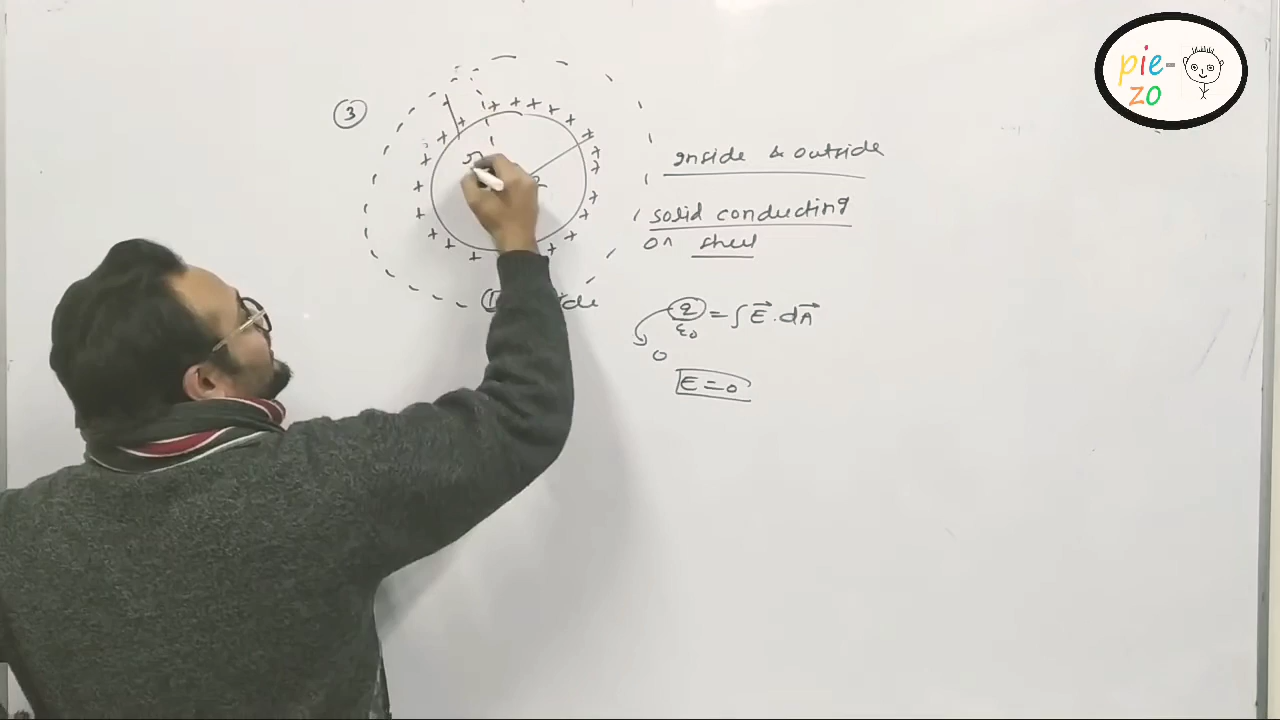 pie-
zo
③
inside & outside
solid conducting
or shell
r
q/ε₀ = ∫ E⃗ . dA⃗
0
E = 0